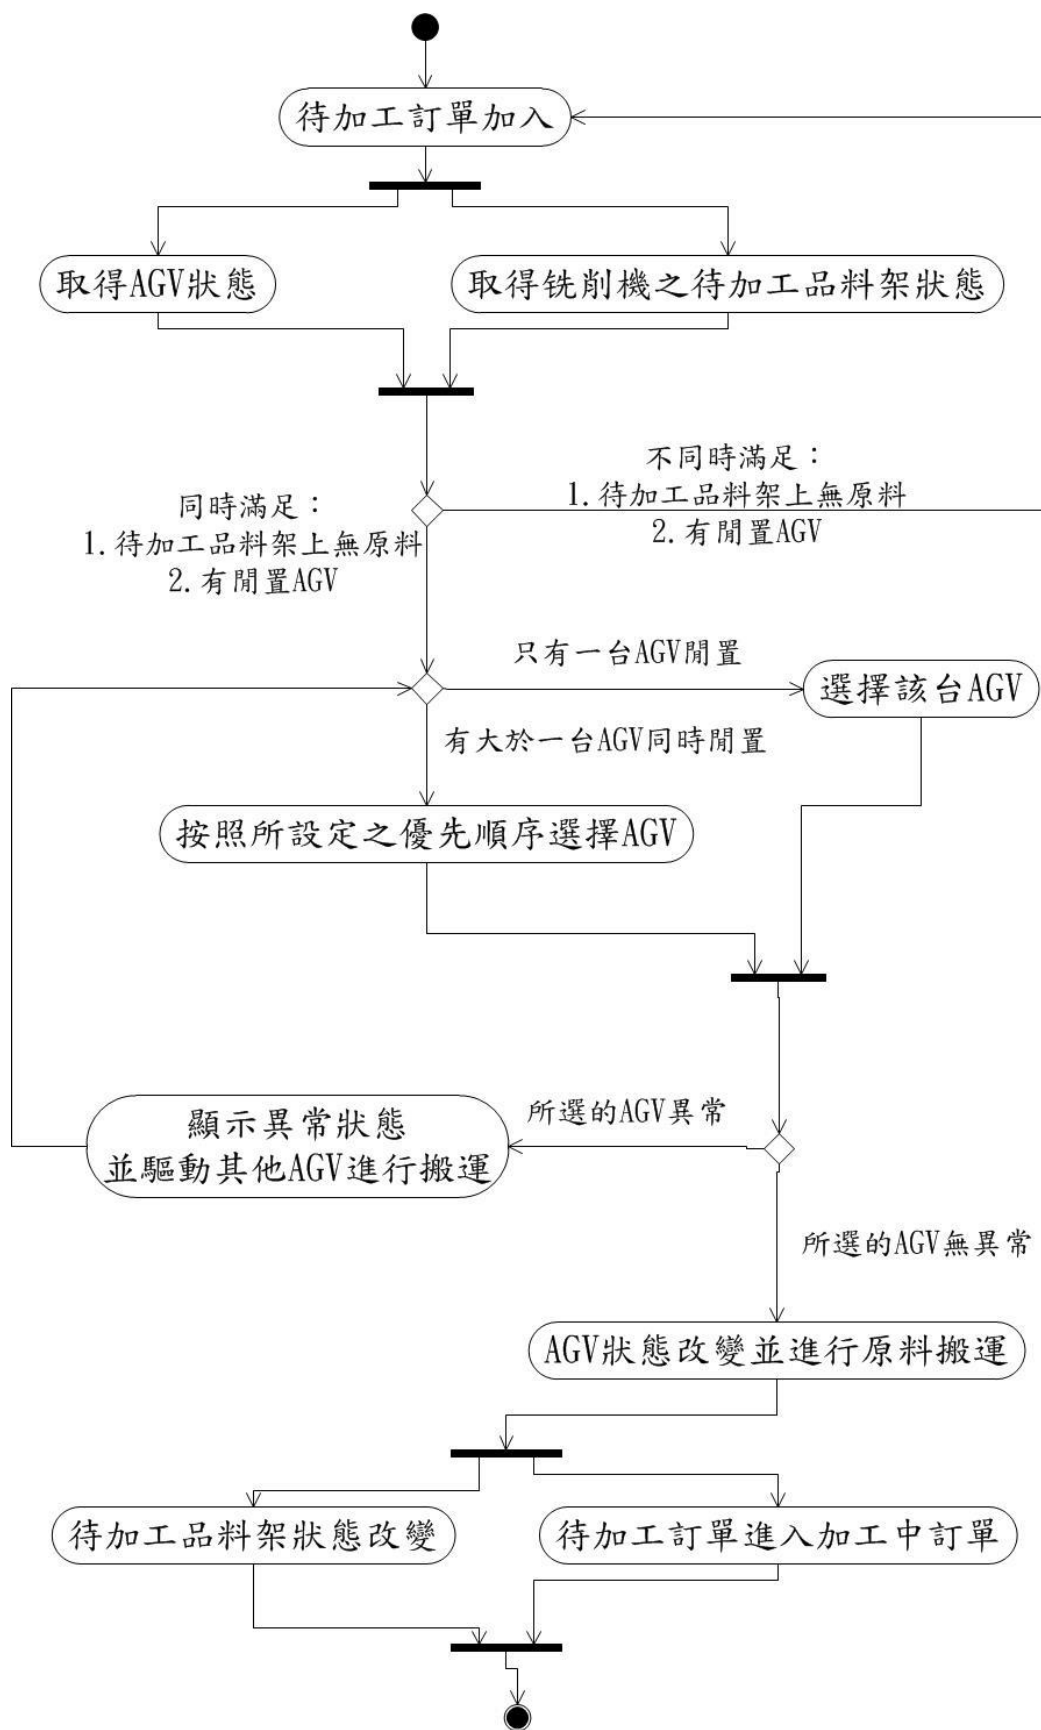 待加工訂單加入
取得AGV狀態
取得铣削機之待加工品料架狀態
不同時滿足：
1.待加工品料架上無原料
2.有閒置AGV
同時滿足：
1.待加工品料架上無原料
2.有閒置AGV
只有一台AGV閒置
選擇該台AGV
有大於一台AGV同時閒置
按照所設定之優先順序選擇AGV
所選的AGV異常
顯示異常狀態
並驅動其他AGV進行搬運
所選的AGV無異常
AGV狀態改變並進行原料搬運
待加工品料架狀態改變
待加工訂單進入加工中訂單